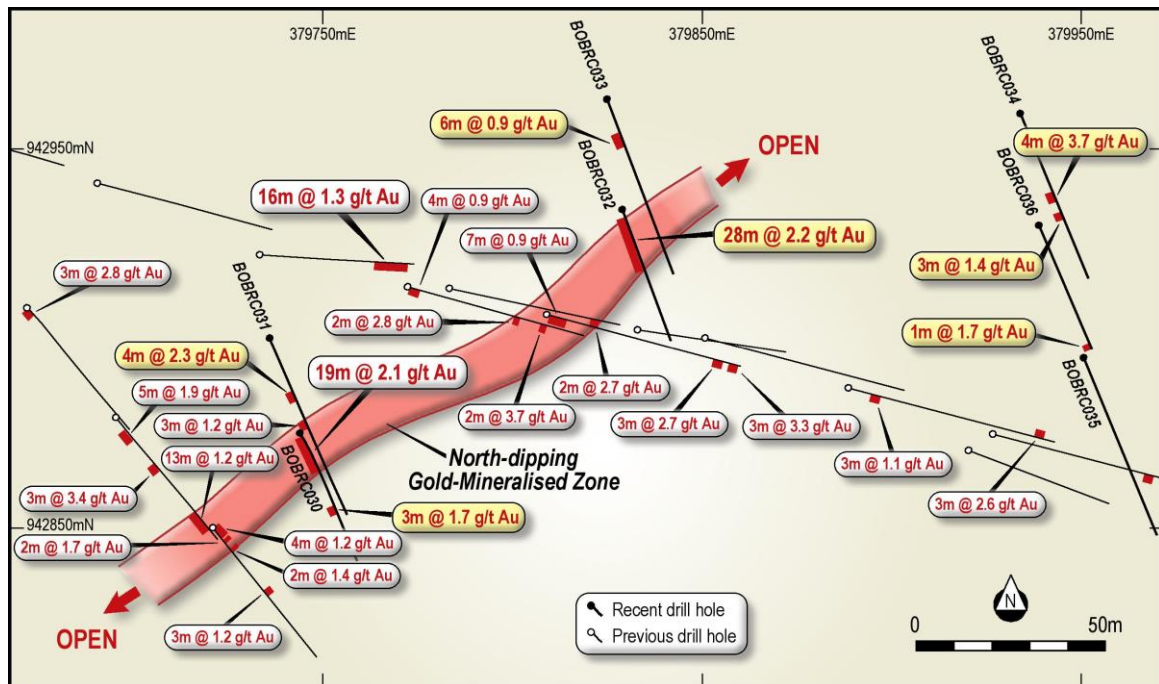 379750mE
379850mE
379950mE
942950mN
942850mN
BOBRC033
BOBRC034
6m @ 0.9 g/t Au
4m @ 3.7 g/t Au
OPEN
BOBRC032
BOBRC036
16m @ 1.3 g/t Au
4m @ 0.9 g/t Au
7m @ 0.9 g/t Au
28m @ 2.2 g/t Au
3m @ 1.4 g/t Au
3m @ 2.8 g/t Au
BOBRC031
2m @ 2.8 g/t Au
1m @ 1.7 g/t Au
4m @ 2.3 g/t Au
19m @ 2.1 g/t Au
5m @ 1.9 g/t Au
2m @ 2.7 g/t Au
2m @ 3.7 g/t Au
BOBRC035
3m @ 1.2 g/t Au
3m @ 2.7 g/t Au
3m @ 3.3 g/t Au
13m @ 1.2 g/t Au
BOBRC030
North-dipping
Gold-Mineralised Zone
3m @ 1.1 g/t Au
3m @ 3.4 g/t Au
3m @ 2.6 g/t Au
3m @ 1.7 g/t Au
2m @ 1.7 g/t Au
4m @ 1.2 g/t Au
2m @ 1.4 g/t Au
OPEN
3m @ 1.2 g/t Au
Recent drill hole
Previous drill hole
N
0
50m